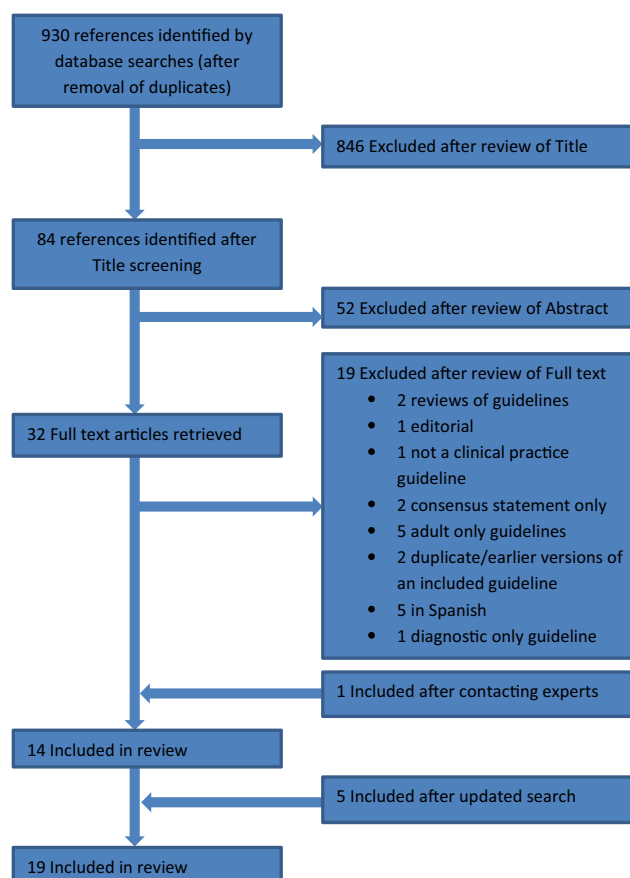 930 references identified by
database searches (after
removal of duplicates)
846 Excluded after review of Title
84 references identified after
Title screening
52 Excluded after review of Abstract
19 Excluded after review of Full text
• 2 reviews of guidelines
• 1 editorial
• 1 not a clinical practice
guideline
• 2 consensus statement only
• 5 adult only guidelines
• 2 duplicate/earlier versions of
an included guideline
• 5 in Spanish
• 1 diagnostic only guideline
32 Full text articles retrieved
1 Included after contacting experts
14 Included in review
5 Included after updated search
19 Included in review